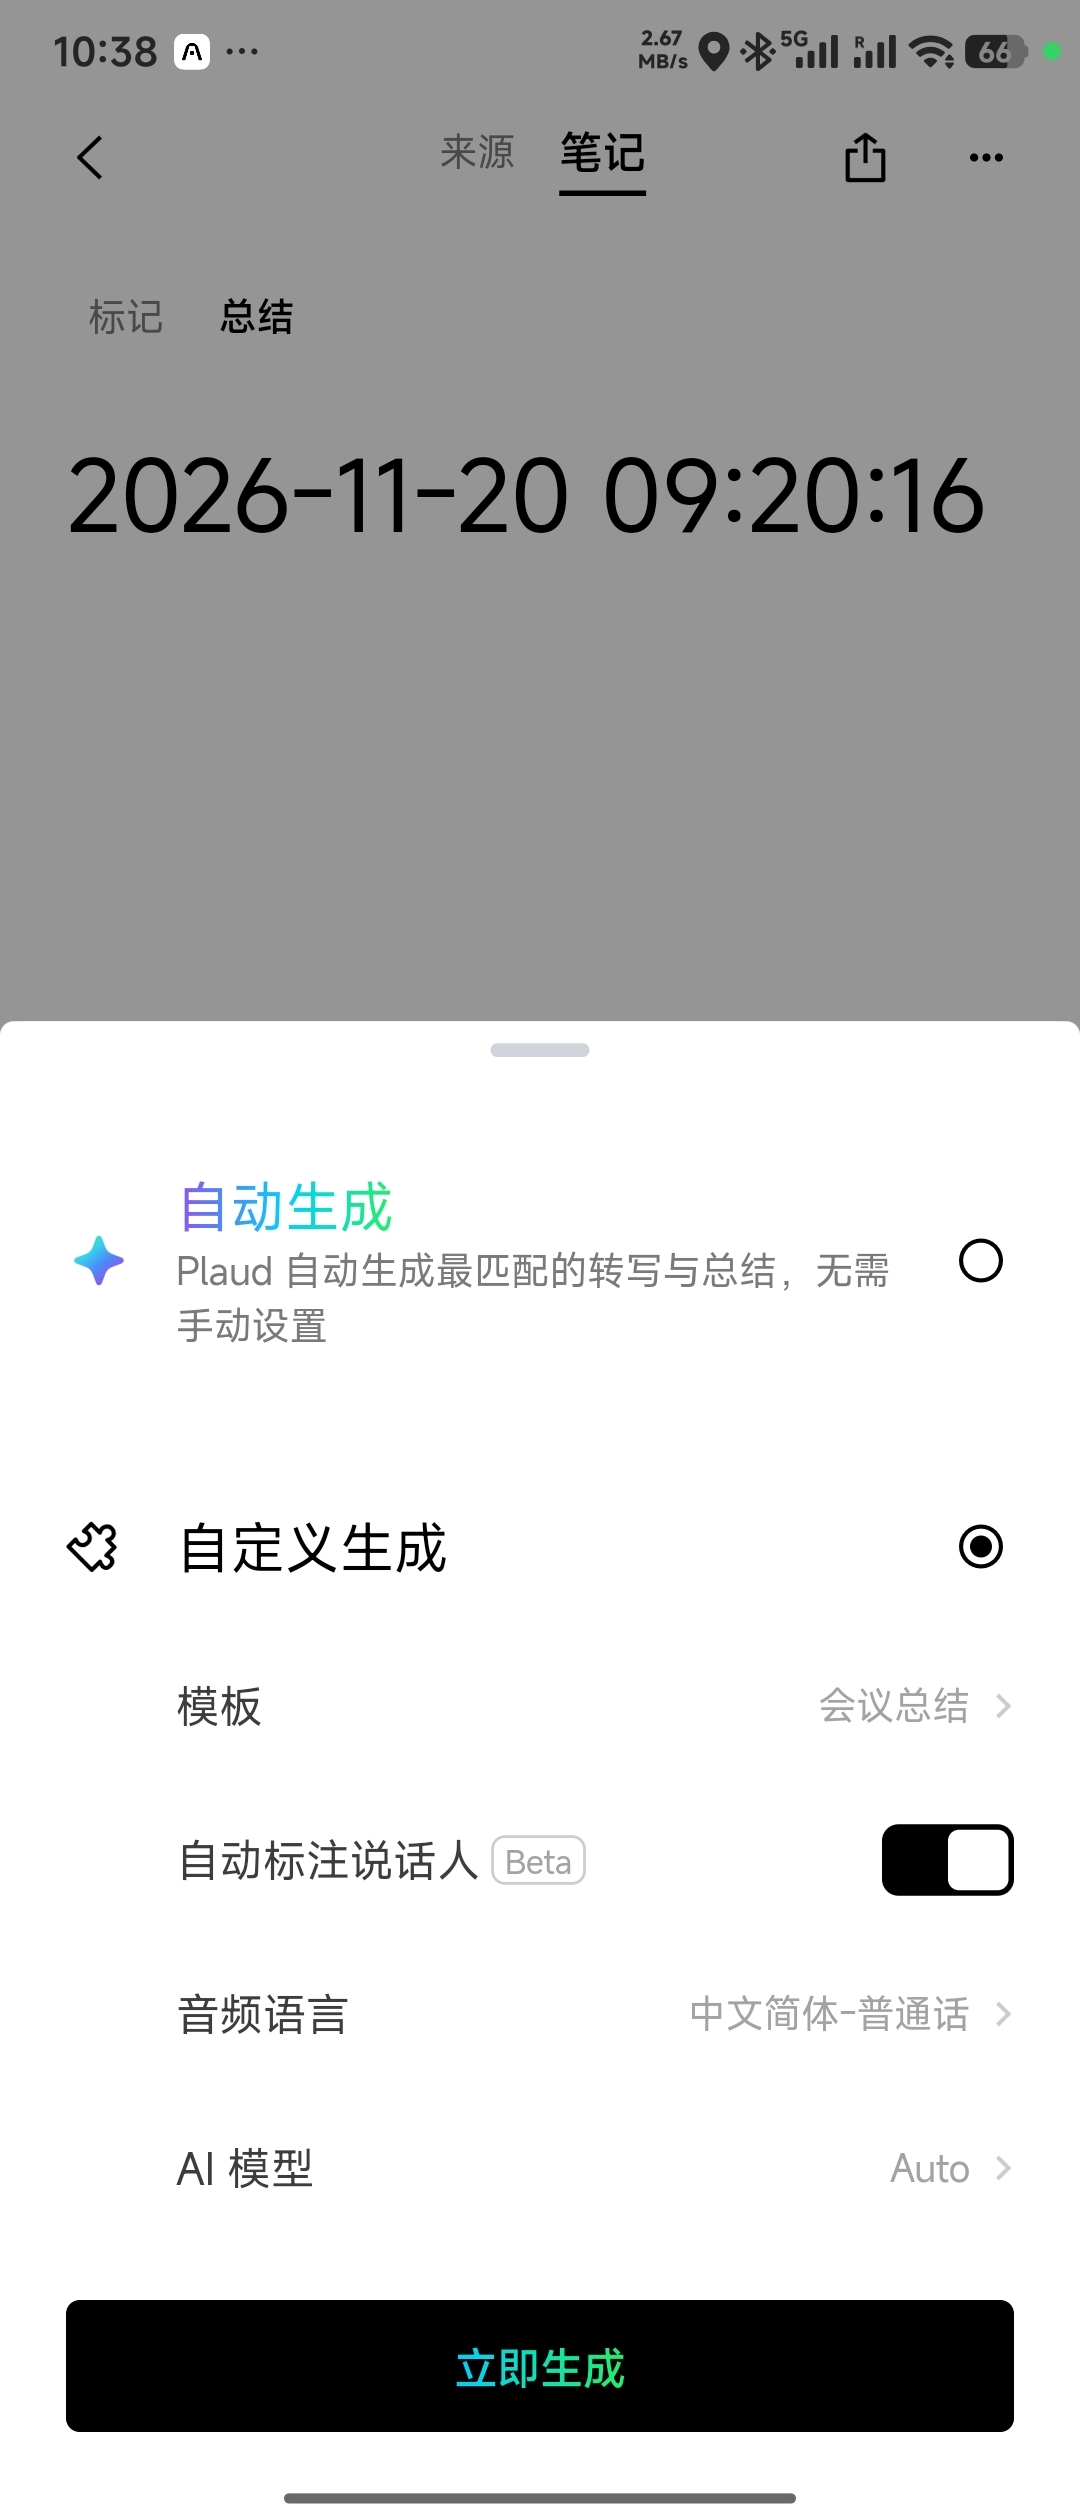 10:38 ••• 2.67 MB/s 5G R 66
来源 笔记
标记 总结
2026-11-20 09:20:16
自动生成
Plaud 自动生成最匹配的转写与总结，无需
手动设置
自定义生成
模板 会议总结
自动标注说话人 Beta
音频语言 中文简体-普通话
AI 模型 Auto
立即生成